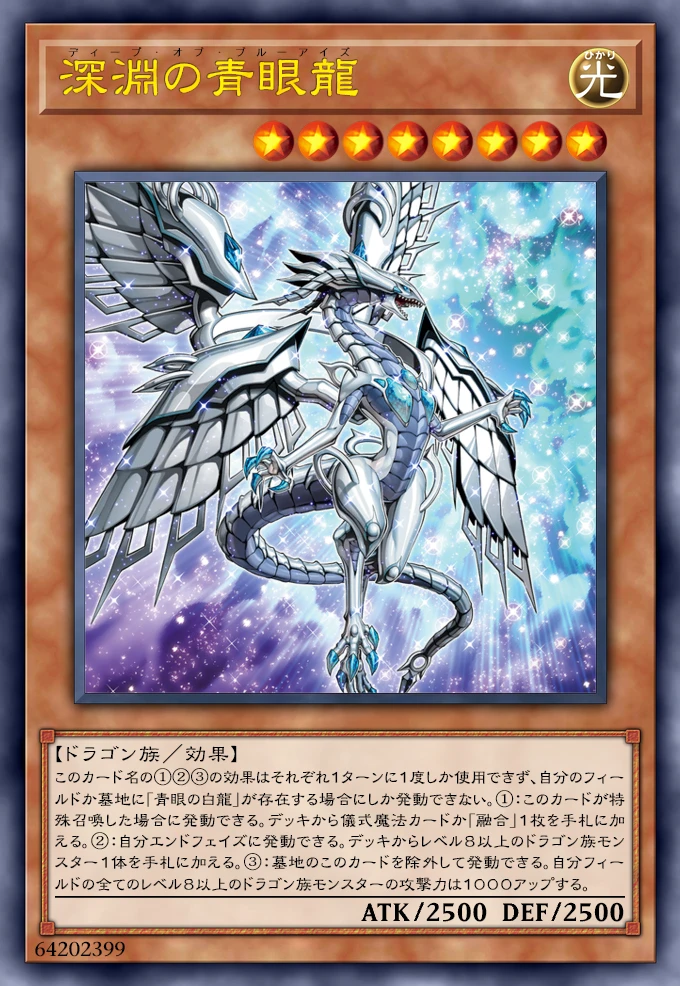 ディープ・オブ・ブルーアイズ
深淵の青眼龍
ひかり
光
【ドラゴン族／効果】
このカード名の①②③の効果はそれぞれ1ターンに1度しか使用できず、自分のフィー
ルドか墓地に「青眼の白龍」が存在する場合にしか発動できない。①：このカードが特
殊召喚した場合に発動できる。デッキから儀式魔法カードか「融合」1枚を手札に加
える。②：自分エンドフェイズに発動できる。デッキからレベル8以上のドラゴン族モン
スター1体を手札に加える。③：墓地のこのカードを除外して発動できる。自分フィー
ルドの全てのレベル8以上のドラゴン族モンスターの攻撃力は1000アップする。
ATK/2500 DEF/2500
64202399